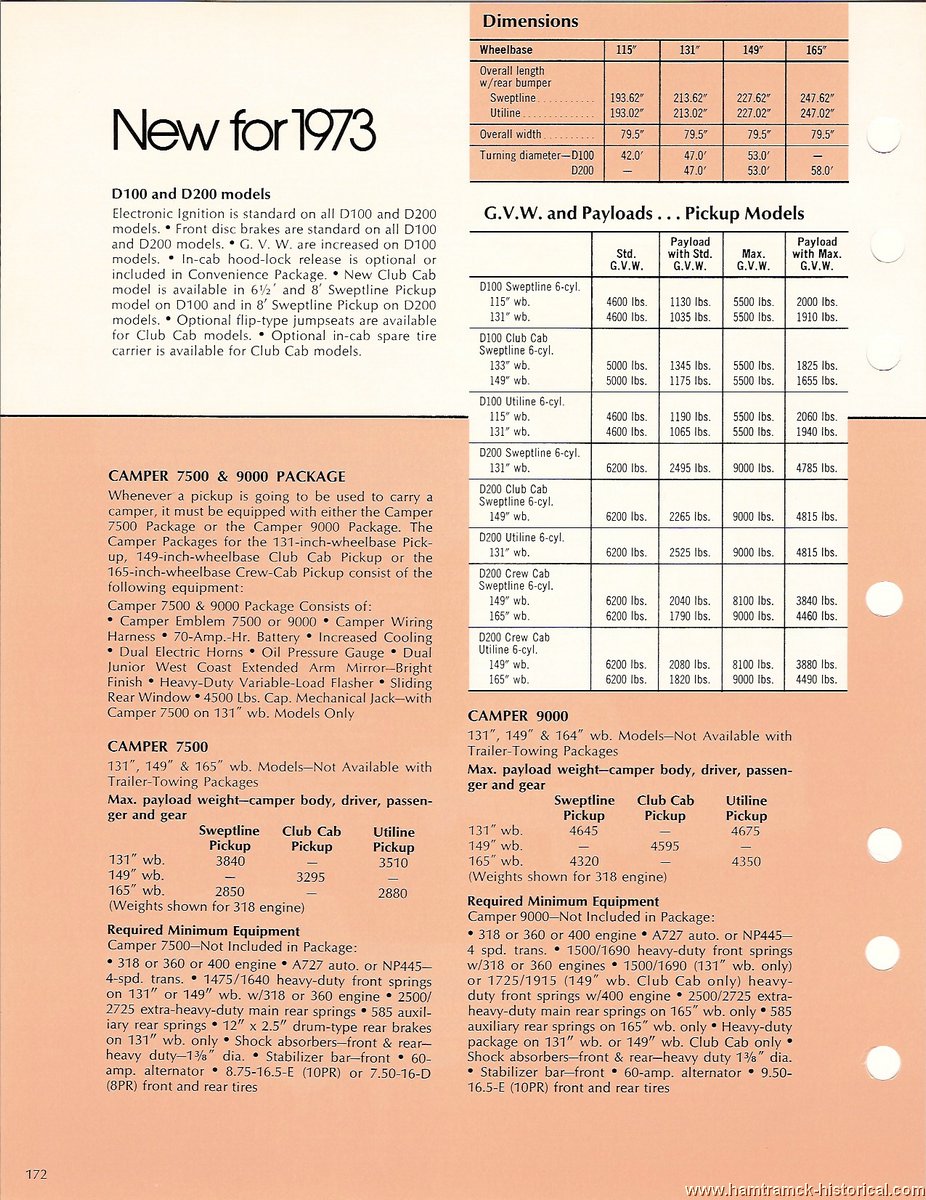 New for 1973
D100 and D200 models
Electronic Ignition is standard on all D100 and D200
models. • Front disc brakes are standard on all D100
and D200 models. • G. V. W. are increased on D100
models. • In-cab hood-lock release is optional or
included in Convenience Package. • New Club Cab
model is available in 6½' and 8' Sweptline Pickup
model on D100 and in 8' Sweptline Pickup on D200
models. • Optional flip-type jumpseats are available
for Club Cab models. • Optional in-cab spare tire
carrier is available for Club Cab models.
Dimensions
Wheelbase 115" 131" 149" 165"
Overall length
w/rear bumper
Sweptline........... 193.62" 213.62" 227.62" 247.62"
Utiline.............. 193.02" 213.02" 227.02" 247.02"
Overall width.......... 79.5" 79.5" 79.5" 79.5"
Turning diameter—D100 42.0' 47.0' 53.0' —
D200 — 47.0' 53.0' 58.0'
G.V.W. and Payloads . . . Pickup Models
Payload Payload
Std. with Std. Max. with Max.
G.V.W. G.V.W. G.V.W. G.V.W.
D100 Sweptline 6-cyl.
115" wb. 4600 lbs. 1130 lbs. 5500 lbs. 2000 lbs.
131" wb. 4600 lbs. 1035 lbs. 5500 lbs. 1910 lbs.
D100 Club Cab
Sweptline 6-cyl.
133" wb. 5000 lbs. 1345 lbs. 5500 lbs. 1825 lbs.
149" wb. 5000 lbs. 1175 lbs. 5500 lbs. 1655 lbs.
D100 Utiline 6-cyl.
115" wb. 4600 lbs. 1190 lbs. 5500 lbs. 2060 lbs.
131" wb. 4600 lbs. 1065 lbs. 5500 lbs. 1940 lbs.
D200 Sweptline 6-cyl.
131" wb. 6200 lbs. 2495 lbs. 9000 lbs. 4785 lbs.
D200 Club Cab
Sweptline 6-cyl.
149" wb. 6200 lbs. 2265 lbs. 9000 lbs. 4815 lbs.
D200 Utiline 6-cyl.
131" wb. 6200 lbs. 2525 lbs. 9000 lbs. 4815 lbs.
D200 Crew Cab
Sweptline 6-cyl.
149" wb. 6200 lbs. 2040 lbs. 8100 lbs. 3840 lbs.
165" wb. 6200 lbs. 1790 lbs. 9000 lbs. 4460 lbs.
D200 Crew Cab
Utiline 6-cyl.
149" wb. 6200 lbs. 2080 lbs. 8100 lbs. 3880 lbs.
165" wb. 6200 lbs. 1820 lbs. 9000 lbs. 4490 lbs.
CAMPER 7500 & 9000 PACKAGE
Whenever a pickup is going to be used to carry a
camper, it must be equipped with either the Camper
7500 Package or the Camper 9000 Package. The
Camper Packages for the 131-inch-wheelbase Pick-
up, 149-inch-wheelbase Club Cab Pickup or the
165-inch-wheelbase Crew-Cab Pickup consist of the
following equipment:
Camper 7500 & 9000 Package Consists of:
• Camper Emblem 7500 or 9000 • Camper Wiring
Harness • 70-Amp.-Hr. Battery • Increased Cooling
• Dual Electric Horns • Oil Pressure Gauge • Dual
Junior West Coast Extended Arm Mirror—Bright
Finish • Heavy-Duty Variable-Load Flasher • Sliding
Rear Window • 4500 Lbs. Cap. Mechanical Jack—with
Camper 7500 on 131" wb. Models Only
CAMPER 7500
131", 149" & 165" wb. Models—Not Available with
Trailer-Towing Packages
Max. payload weight—camper body, driver, passen-
ger and gear
Sweptline Club Cab Utiline
Pickup Pickup Pickup
131" wb. 3840 — 3510
149" wb. — 3295 —
165" wb. 2850 — 2880
(Weights shown for 318 engine)
Required Minimum Equipment
Camper 7500—Not Included in Package:
• 318 or 360 or 400 engine • A727 auto. or NP445—
4-spd. trans. • 1475/1640 heavy-duty front springs
on 131" or 149" wb. w/318 or 360 engine • 2500/
2725 extra-heavy-duty main rear springs • 585 auxil-
iary rear springs • 12" x 2.5" drum-type rear brakes
on 131" wb. only • Shock absorbers—front & rear—
heavy duty—1⅜" dia. • Stabilizer bar—front • 60-
amp. alternator • 8.75-16.5-E (10PR) or 7.50-16-D
(8PR) front and rear tires
CAMPER 9000
131", 149" & 164" wb. Models—Not Available with
Trailer-Towing Packages
Max. payload weight—camper body, driver, passen-
ger and gear
Sweptline Club Cab Utiline
Pickup Pickup Pickup
131" wb. 4645 — 4675
149" wb. — 4595 —
165" wb. 4320 — 4350
(Weights shown for 318 engine)
Required Minimum Equipment
Camper 9000—Not Included in Package:
• 318 or 360 or 400 engine • A727 auto. or NP445—
4 spd. trans. • 1500/1690 heavy-duty front springs
w/318 or 360 engines • 1500/1690 (131" wb. only)
or 1725/1915 (149" wb. Club Cab only) heavy-
duty front springs w/400 engine • 2500/2725 extra-
heavy-duty main rear springs on 165" wb. only • 585
auxiliary rear springs on 165" wb. only • Heavy-duty
package on 131" wb. or 149" wb. Club Cab only •
Shock absorbers—front & rear—heavy duty 1⅜" dia.
• Stabilizer bar—front • 60-amp. alternator • 9.50-
16.5-E (10PR) front and rear tires
172
www.hamtramck-historical.com